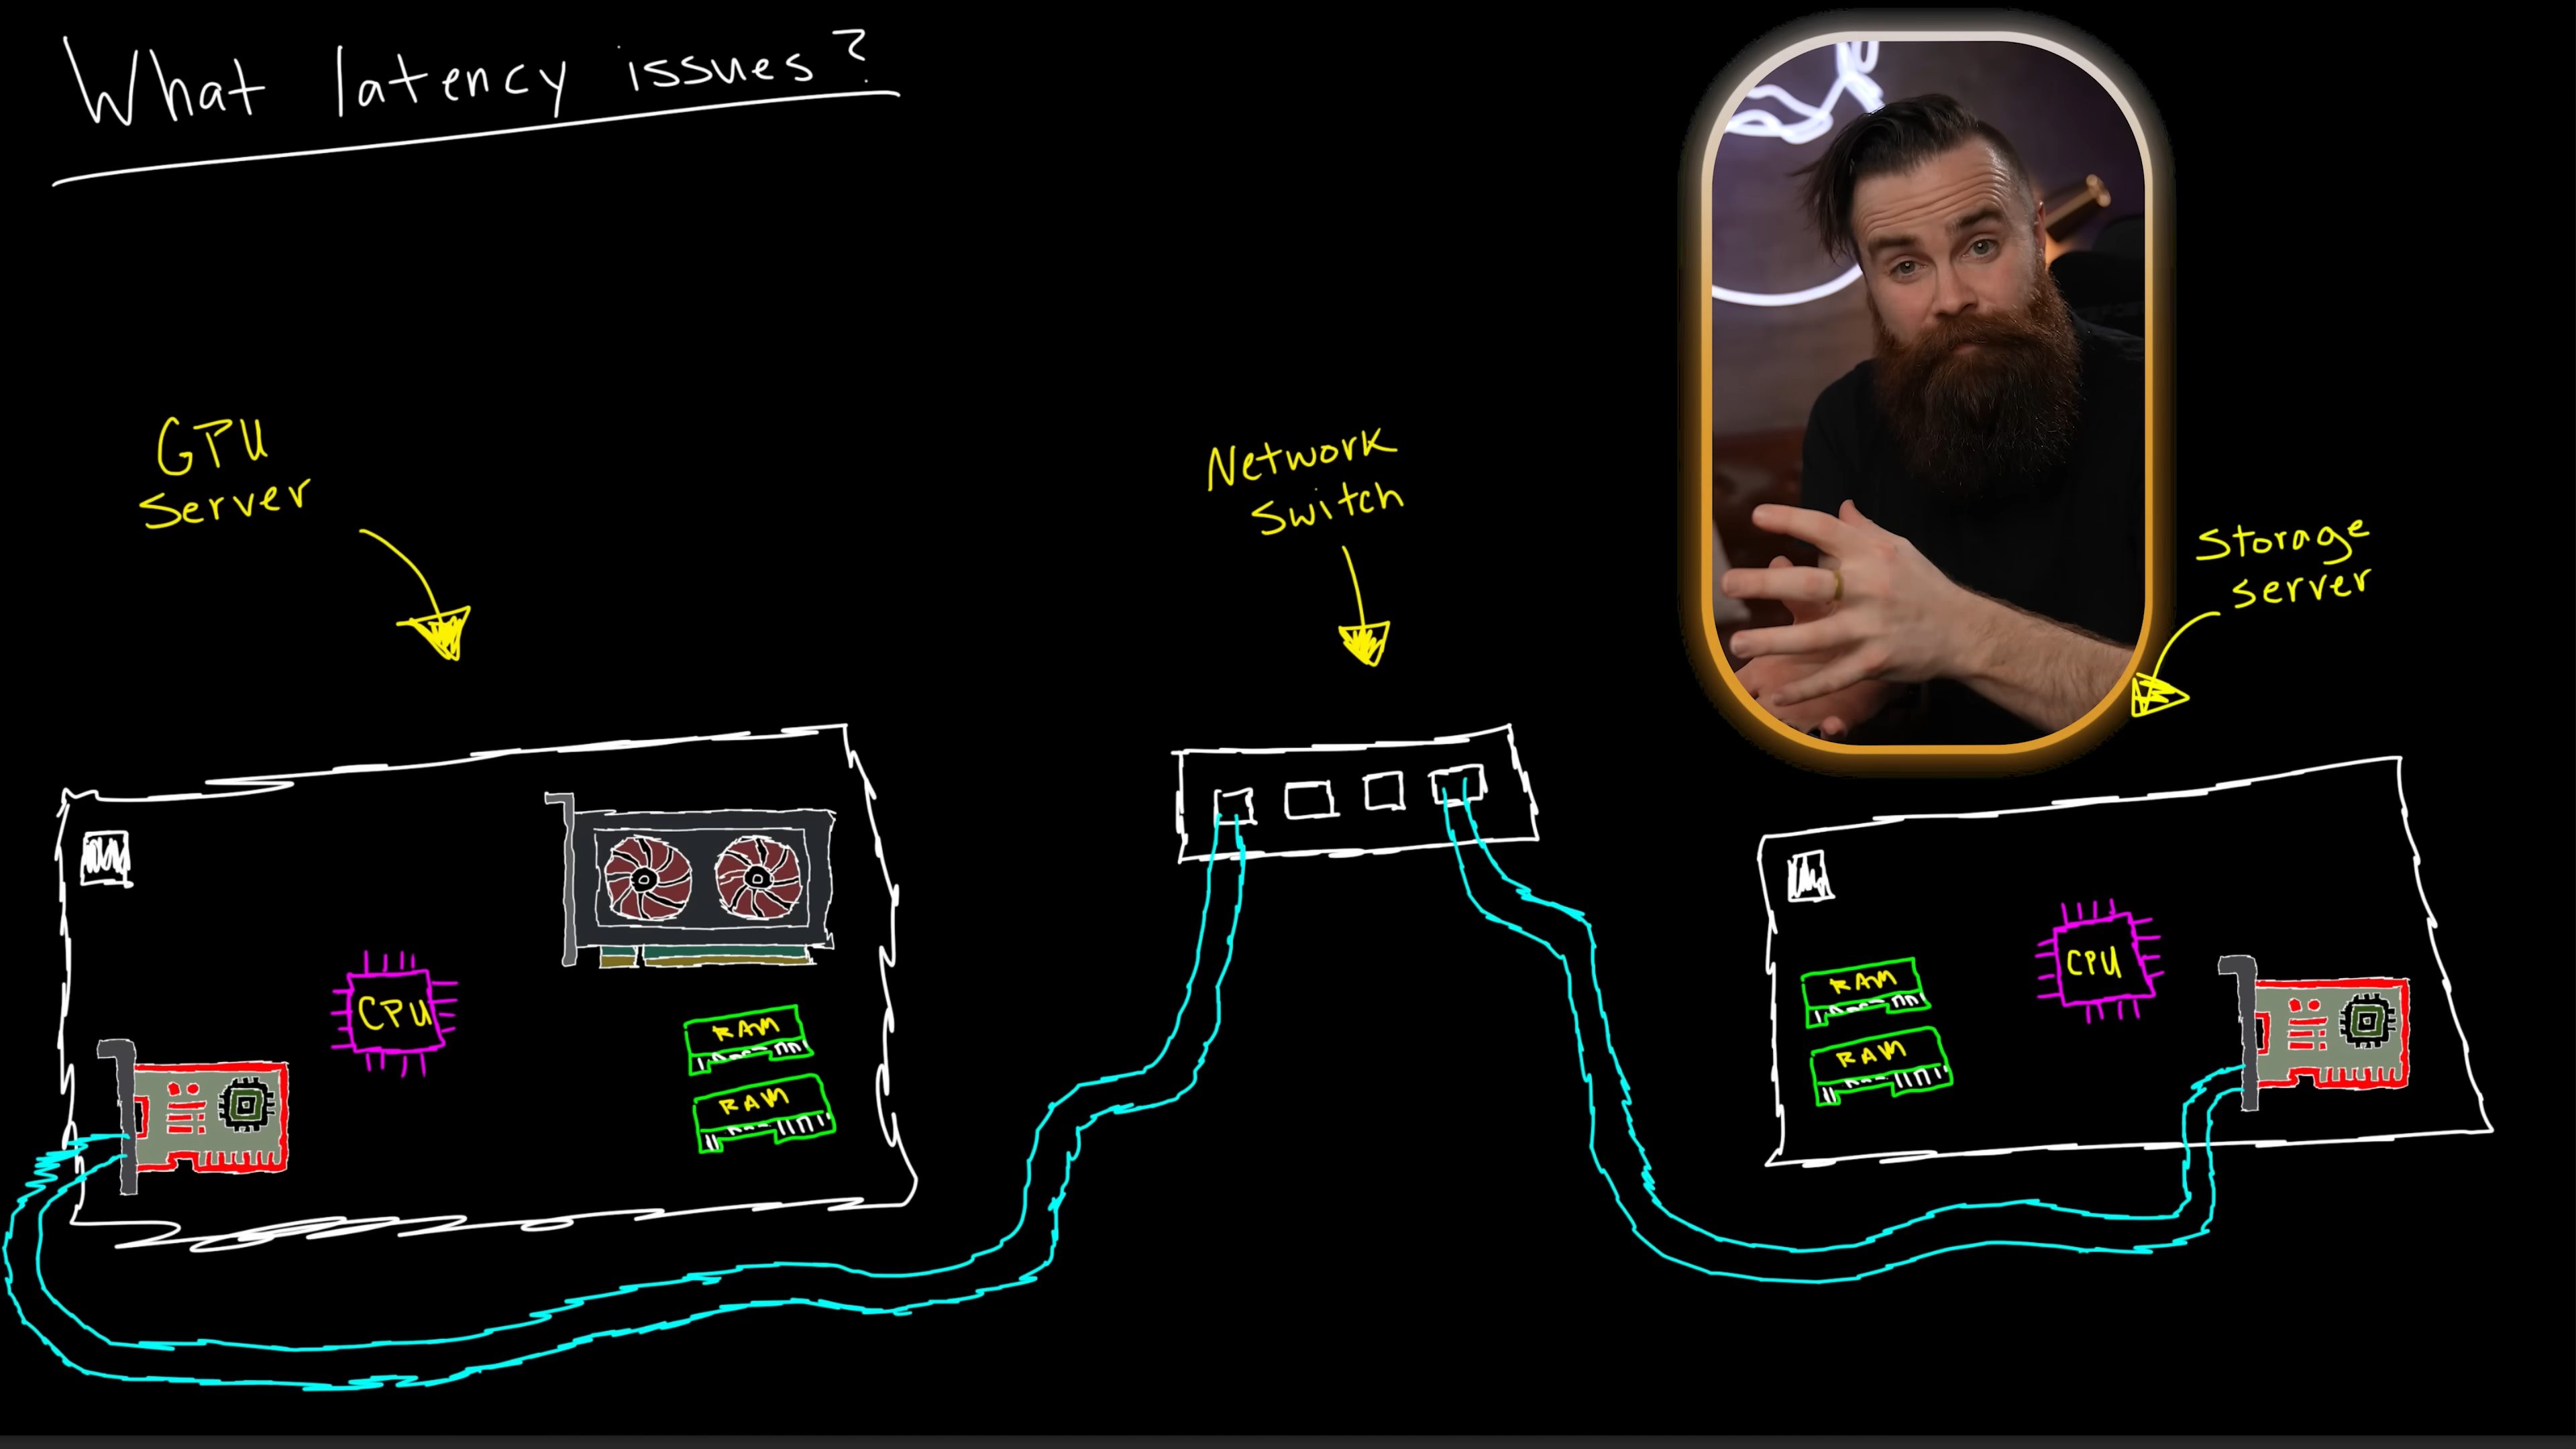 What latency issues?
GPU
Server
Network
Switch
Storage
Server
CPU
RAM
RAM
RAM
RAM
CPU